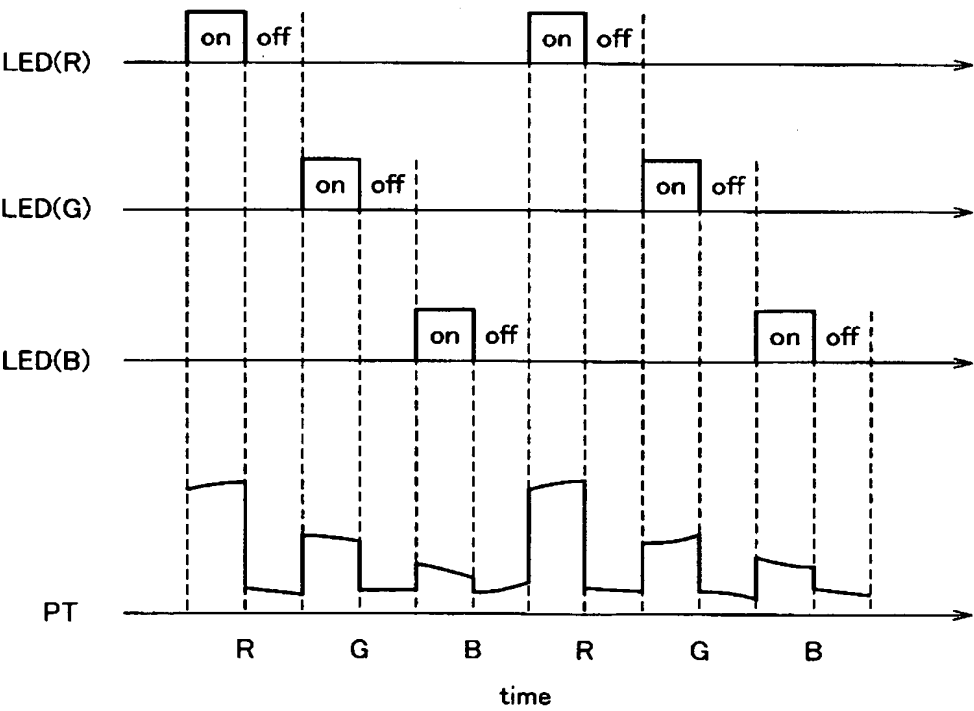 LED(R) on off on off
LED(G) on off on off
LED(B) on off on off
PT
R G B R G B
time